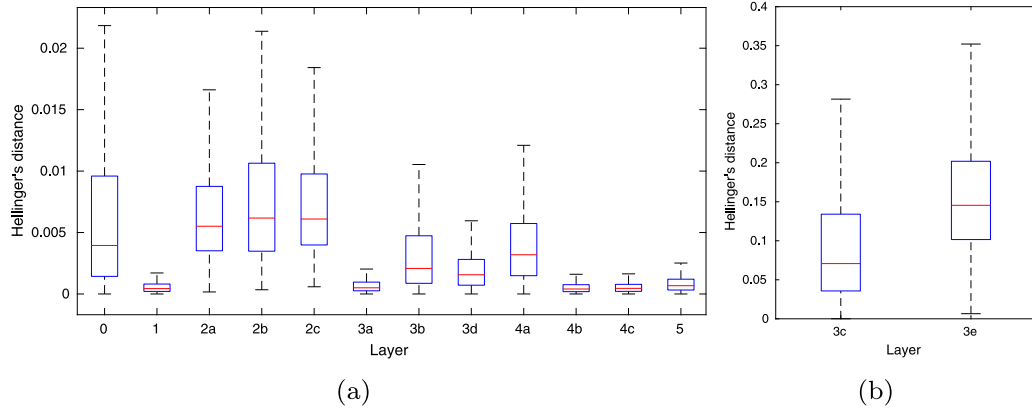 Hellinger's distance
0.02
0.015
0.01
0.005
0
0 1 2a 2b 2c 3a 3b 3d 4a 4b 4c 5
Layer
(a)
Hellinger's distance
0.4
0.35
0.3
0.25
0.2
0.15
0.1
0.05
0
3c 3e
Layer
(b)